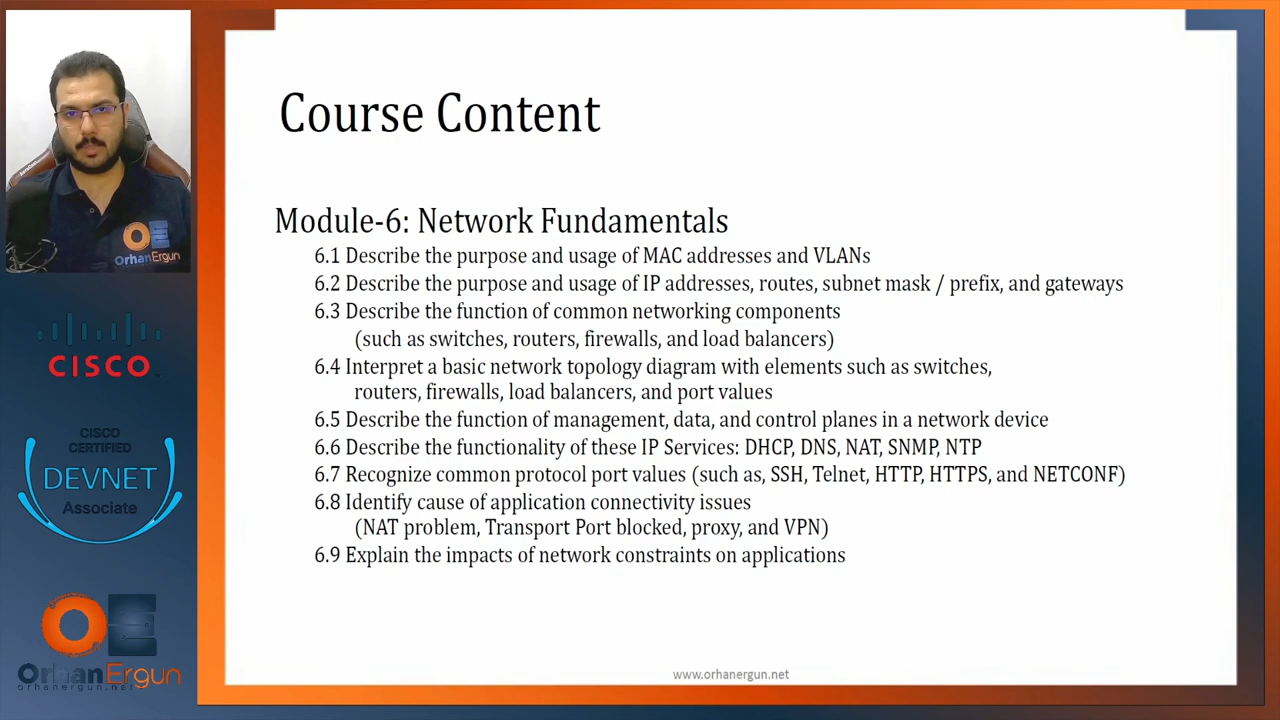 Course Content
Module-6: Network Fundamentals
6.1 Describe the purpose and usage of MAC addresses and VLANs
6.2 Describe the purpose and usage of IP addresses, routes, subnet mask / prefix, and gateways
6.3 Describe the function of common networking components
(such as switches, routers, firewalls, and load balancers)
6.4 Interpret a basic network topology diagram with elements such as switches,
routers, firewalls, load balancers, and port values
6.5 Describe the function of management, data, and control planes in a network device
6.6 Describe the functionality of these IP Services: DHCP, DNS, NAT, SNMP, NTP
6.7 Recognize common protocol port values (such as, SSH, Telnet, HTTP, HTTPS, and NETCONF)
6.8 Identify cause of application connectivity issues
(NAT problem, Transport Port blocked, proxy, and VPN)
6.9 Explain the impacts of network constraints on applications
www.orhanergun.net
OE
OrhanErgun
CISCO
CISCO
CERTIFIED
DEVNET
Associate
OE
OrhanErgun
orhanergun.net